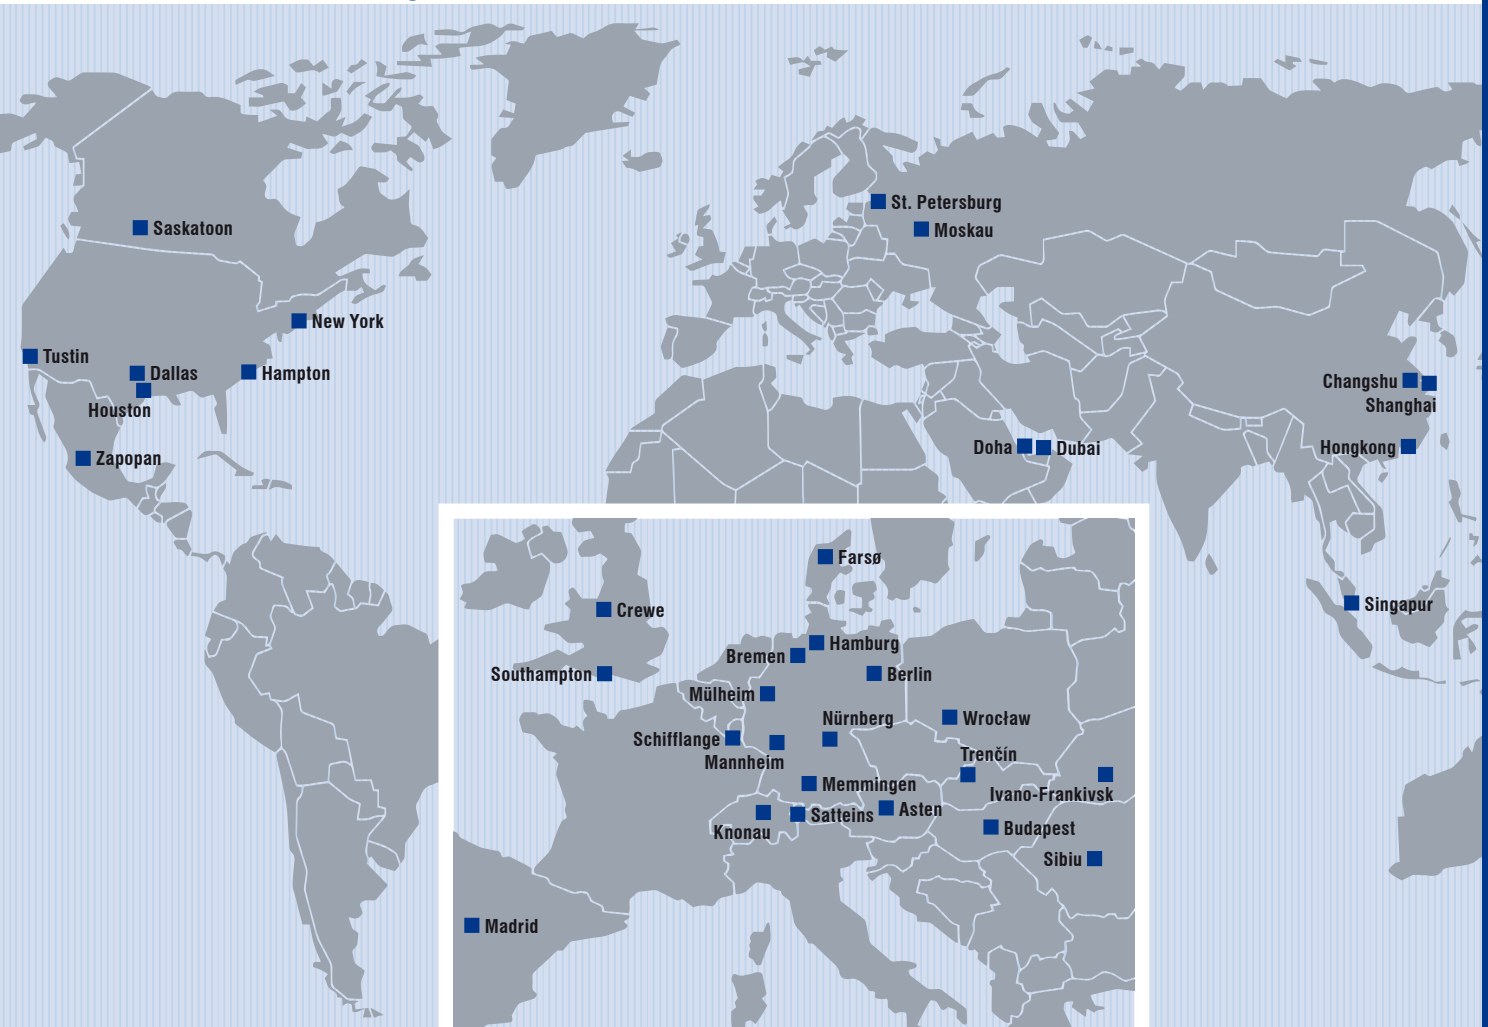 St. Petersburg
Saskatoon
Moskau
New York
Tustin
Dallas
Hampton
Changshu
Houston
Shanghai
Doha
Dubai
Hongkong
Zapopan
Farsø
Crewe
Singapur
Hamburg
Bremen
Southampton
Berlin
Mülheim
Nürnberg
Wrocław
Schifflange
Trenčín
Mannheim
Memmingen
Ivano-Frankivsk
Asten
Satteins
Knonau
Budapest
Sibiu
Madrid